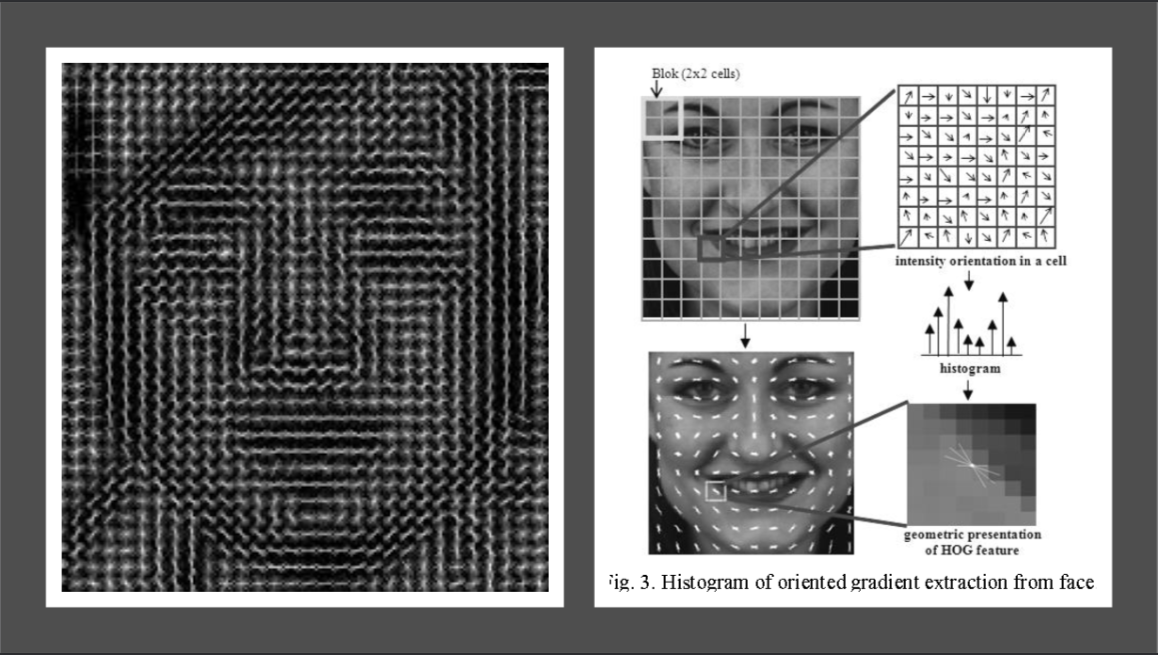 Blok (2x2 cells)
intensity orientation in a cell
histogram
geometric presentation
of HOG feature
Fig. 3. Histogram of oriented gradient extraction from face